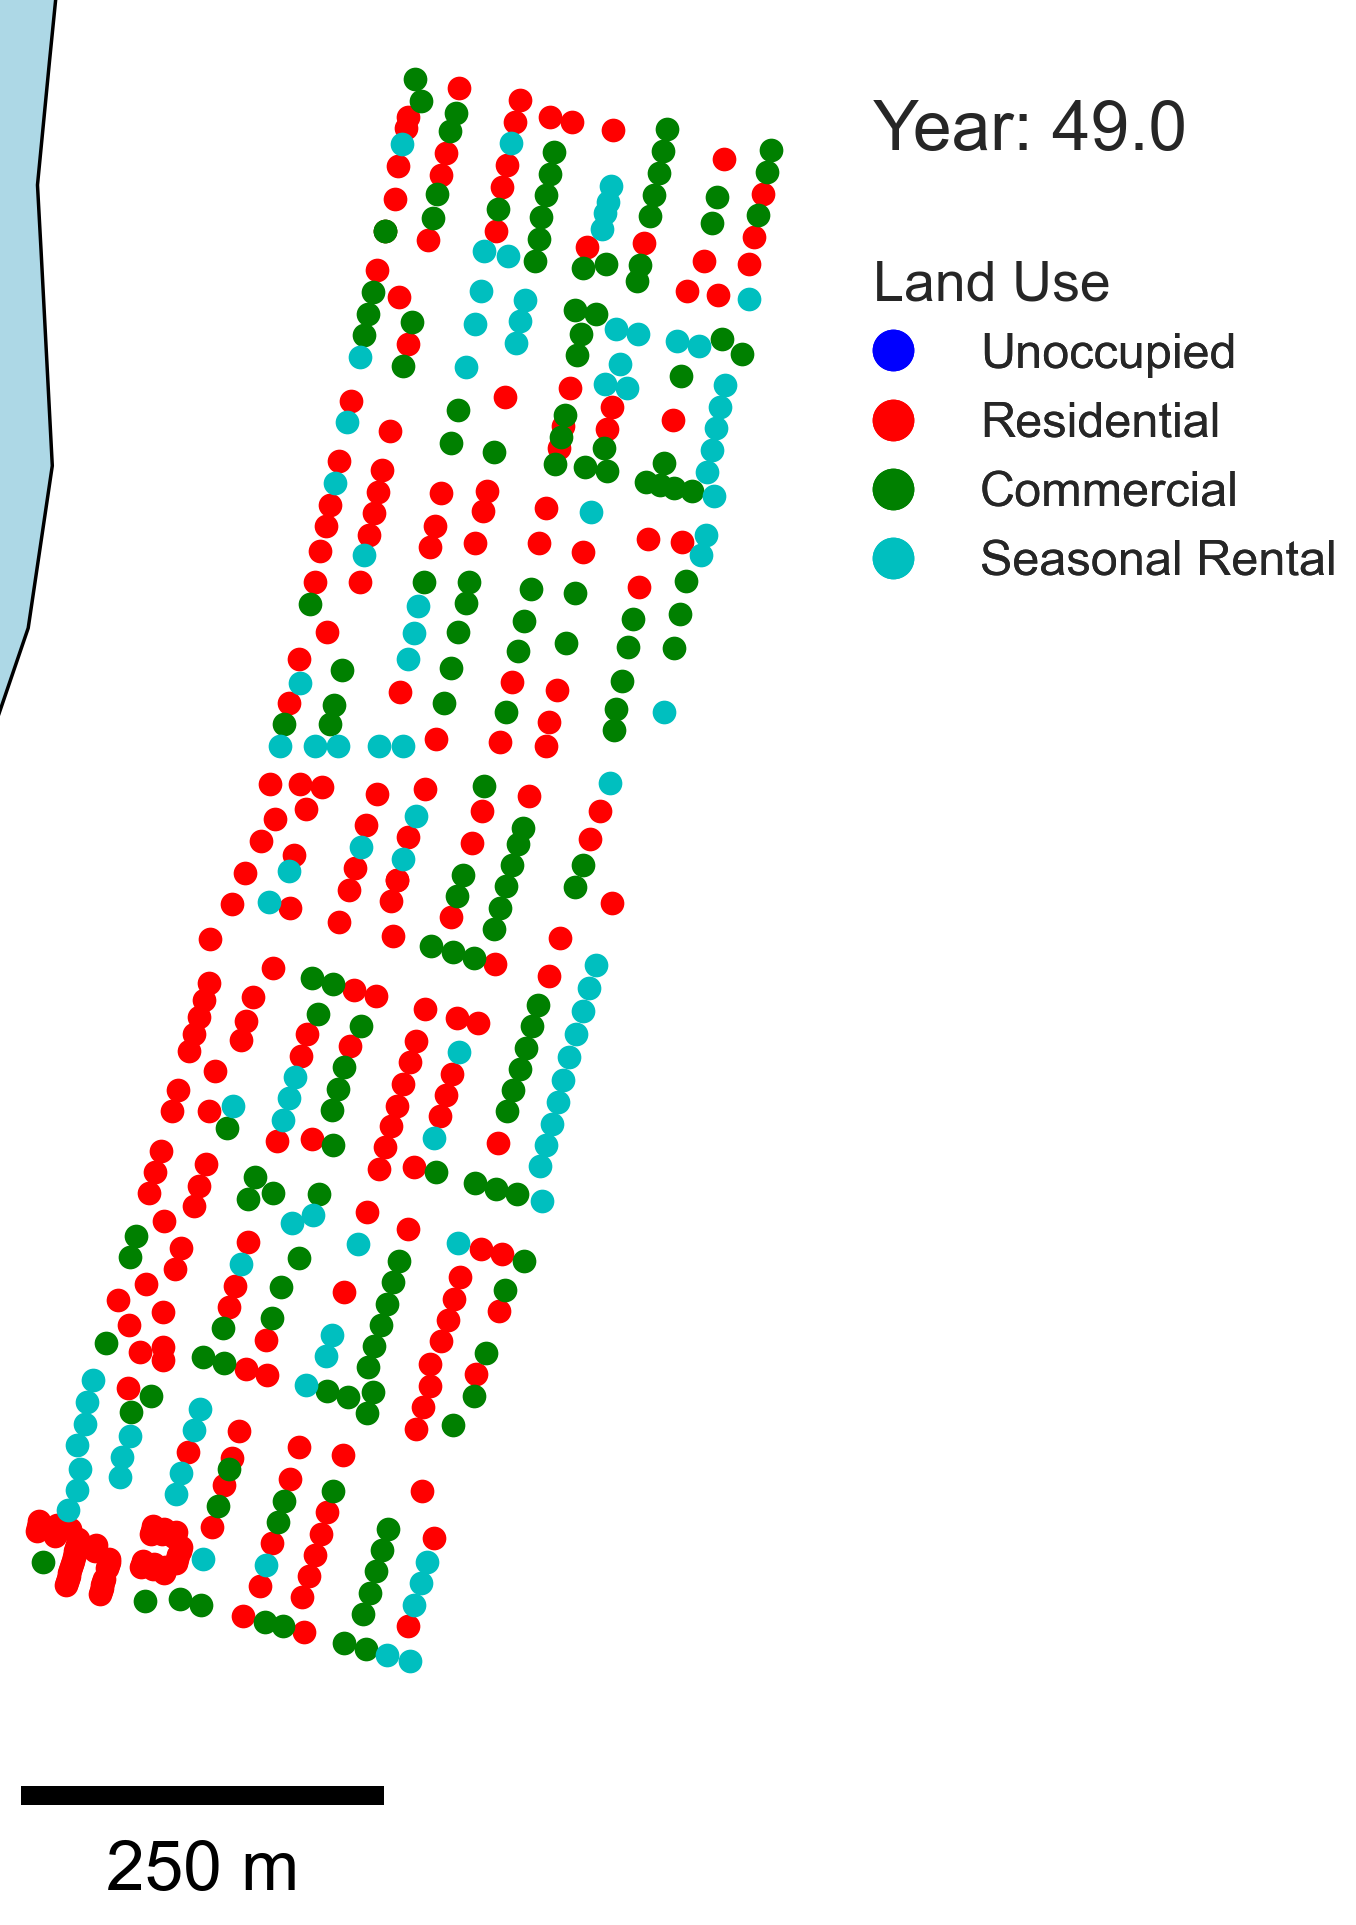 Year: 49.0
Land Use
Unoccupied
Residential
Commercial
Seasonal Rental
250 m